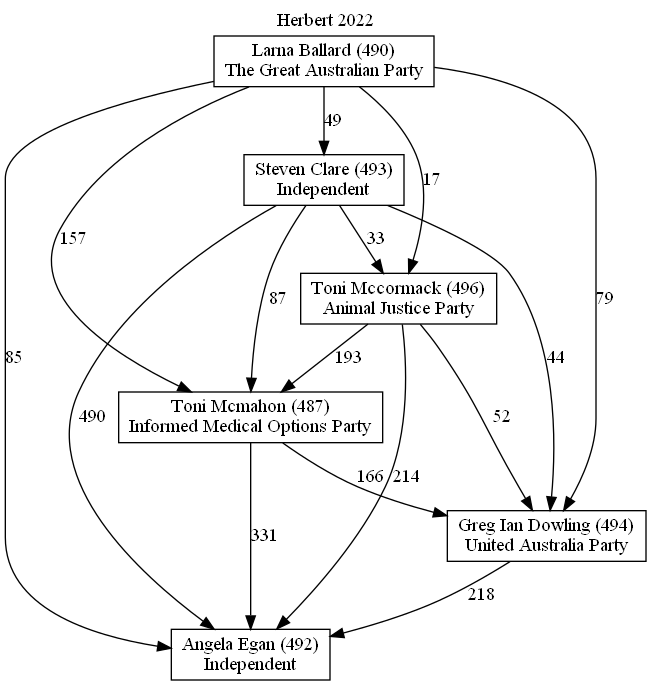 Herbert 2022
Larna Ballard (490)
The Great Australian Party
49
Steven Clare (493)
Independent
17
157
33
Toni Mccormack (496)
Animal Justice Party
87
79
85
193
44
Toni Mcmahon (487)
Informed Medical Options Party
490
52
166
214
Greg Ian Dowling (494)
United Australia Party
331
218
Angela Egan (492)
Independent